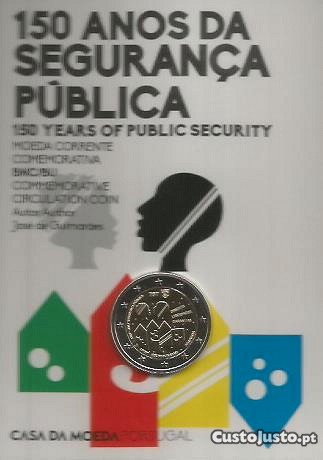 150 ANOS DA
SEGURANÇA
PÚBLICA
150 YEARS OF PUBLIC SECURITY
MOEDA CORRENTE
COMEMORATIVA
BNC/BU
COMMEMORATIVE
CIRCULATION COIN
Autor Author
José de Guimarães
CASA DA MOEDA PORTUGAL
CustoJusto.pt